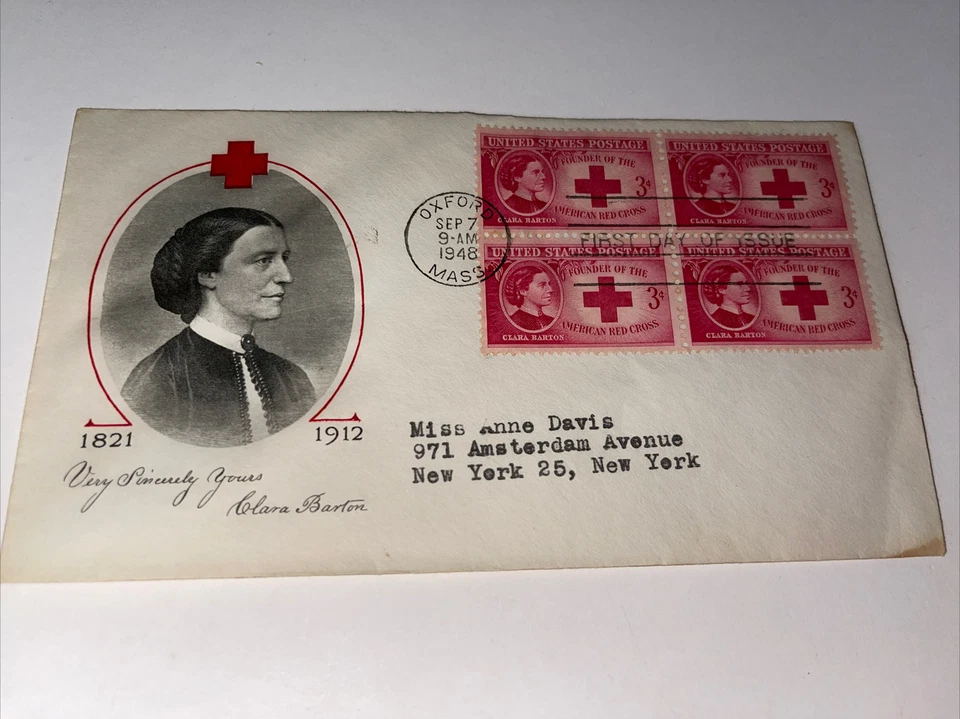 1821
1912
Very Sincerely Yours
Clara Barton
OXFORD
SEP 7
9-AM
1948
MASS
FIRST DAY OF ISSUE
UNITED STATES POSTAGE
FOUNDER OF THE
3¢
AMERICAN RED CROSS
CLARA BARTON
UNITED STATES POSTAGE
FOUNDER OF THE
3¢
AMERICAN RED CROSS
CLARA BARTON
UNITED STATES POSTAGE
FOUNDER OF THE
3¢
AMERICAN RED CROSS
CLARA BARTON
UNITED STATES POSTAGE
FOUNDER OF THE
3¢
AMERICAN RED CROSS
CLARA BARTON
Miss Anne Davis
971 Amsterdam Avenue
New York 25, New York